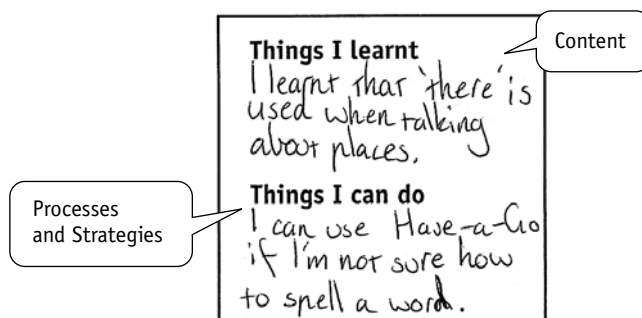 Things I learnt
Content
I learnt that 'there' is
used when talking
about places.
Things I can do
Processes
and Strategies
I can use Have-a-Go
if I'm not sure how
to spell a word.